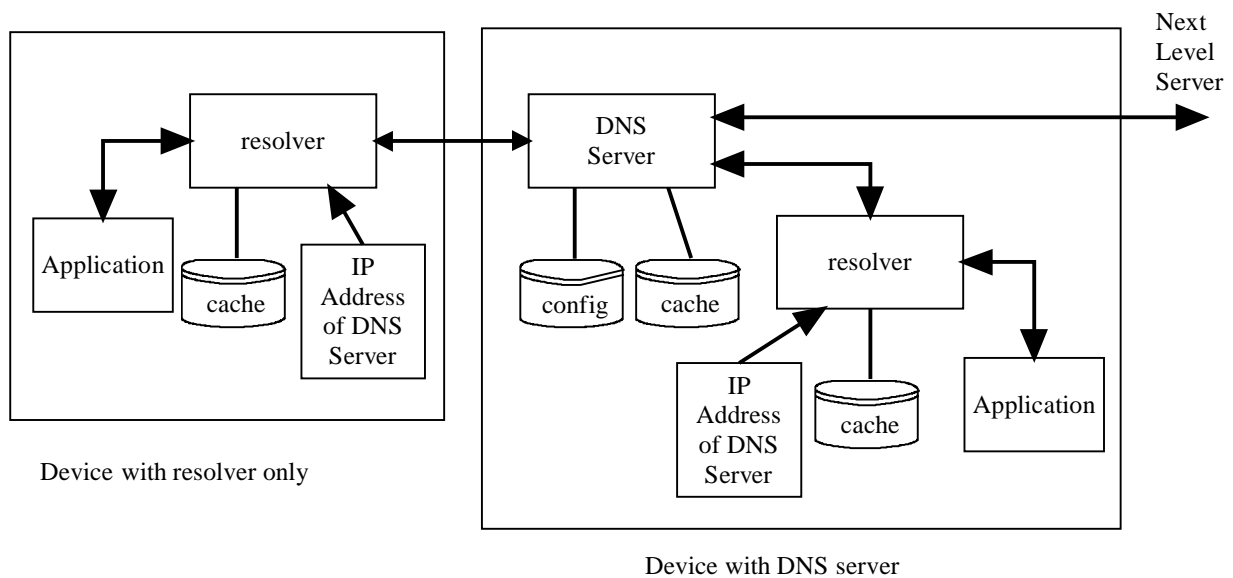 Next
Level
Server
resolver
DNS
Server
Application
cache
IP
Address
of DNS
Server
config
cache
resolver
IP
Address
of DNS
Server
cache
Application
Device with resolver only
Device with DNS server